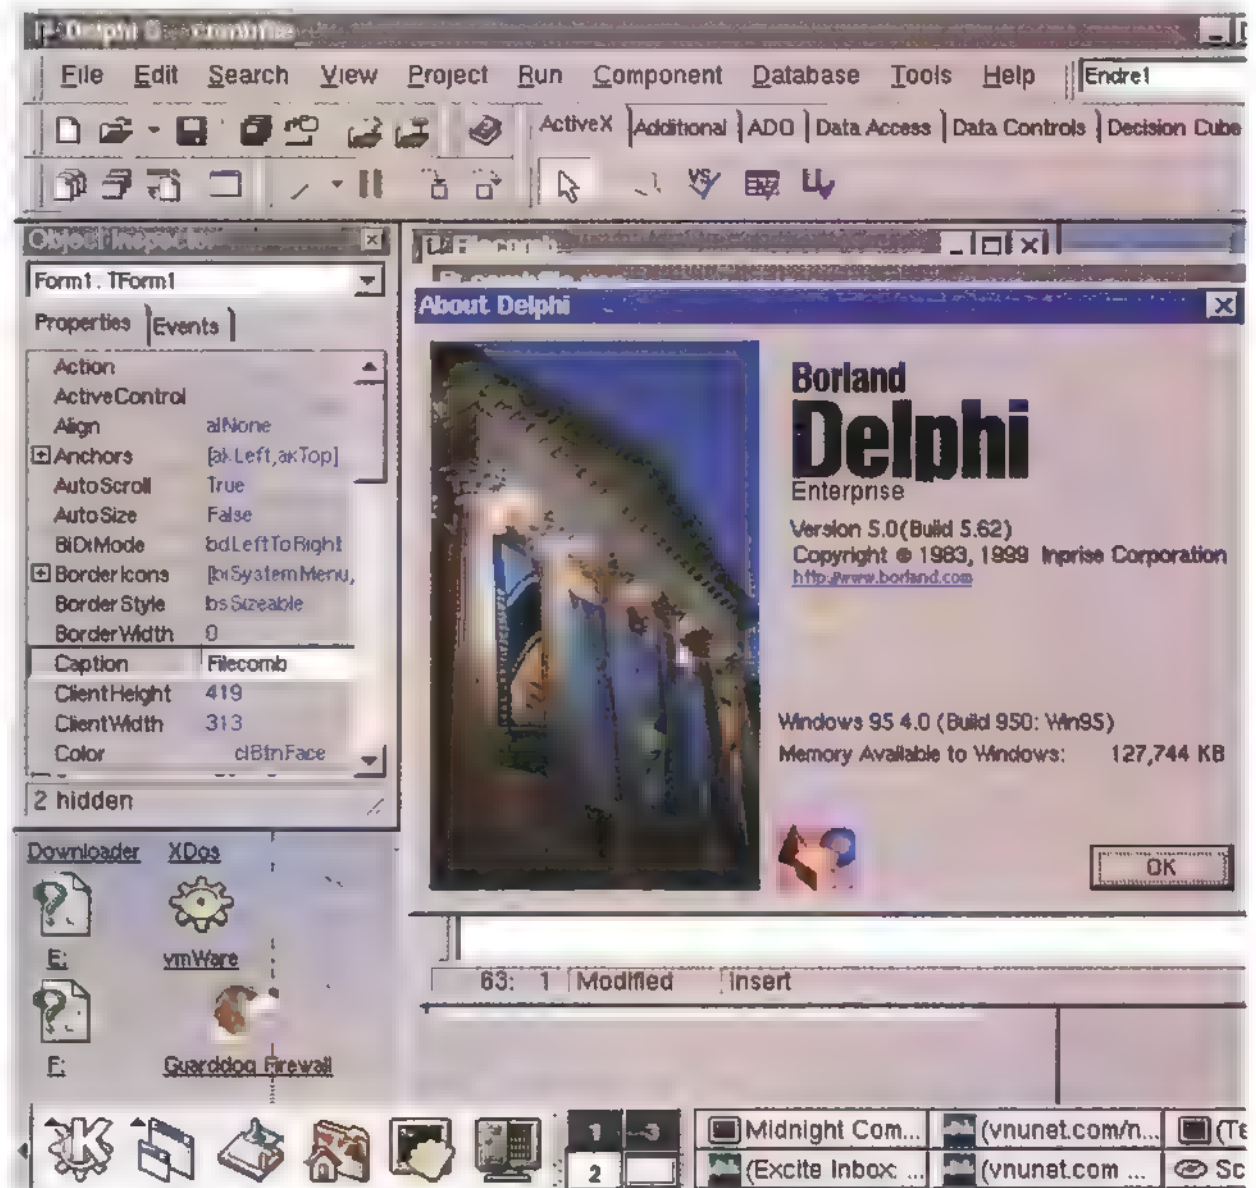 File Edit Search View Project Run Component Database Tools Help Endre1
ActiveX Additional ADO Data Access Data Controls Decision Cube
Object Inspector
Filecomb
Form1: TForm1
About Delphi
Properties Events
Action
ActiveControl
Align alNone
Anchors [akLeft,akTop]
AutoScroll True
AutoSize False
BiDiMode bdLeftToRight
BorderIcons [biSystemMenu,
BorderStyle bsSizeable
BorderWidth 0
Caption Filecomb
ClientHeight 419
ClientWidth 313
Color clBtnFace
2 hidden
Borland
Delphi
Enterprise
Version 5.0(Build 5.62)
Copyright © 1983, 1999 Inprise Corporation
http://www.borland.com
Windows 95 4.0 (Build 950: Win95)
Memory Available to Windows: 127,744 KB
OK
Downloader XDos
E: vmWare
F: Guarddog Firewall
63: 1 Modified Insert
1 3
2
Midnight Com... (vnunet.com/n... (Te
(Excite Inbox: ... (vnunet.com ... Sc